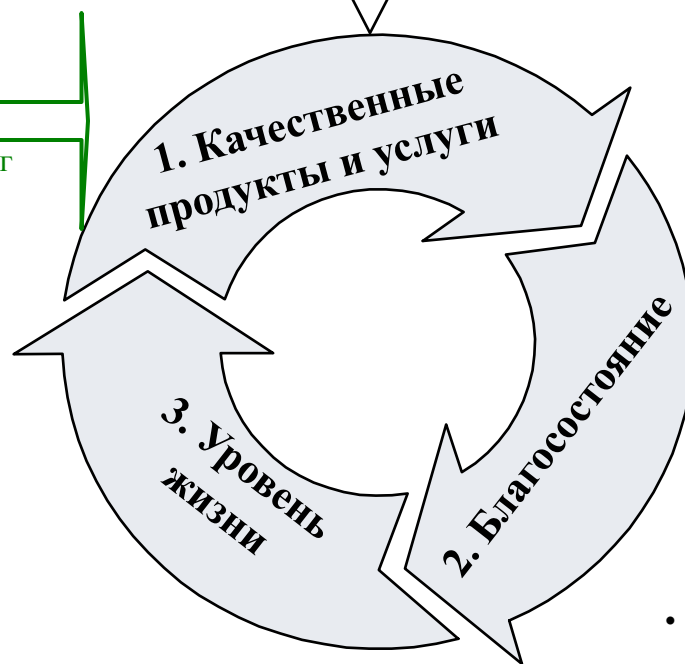 г
1. Качественные
продукты и услуги
2. Благосостояние
3. Уровень
жизни